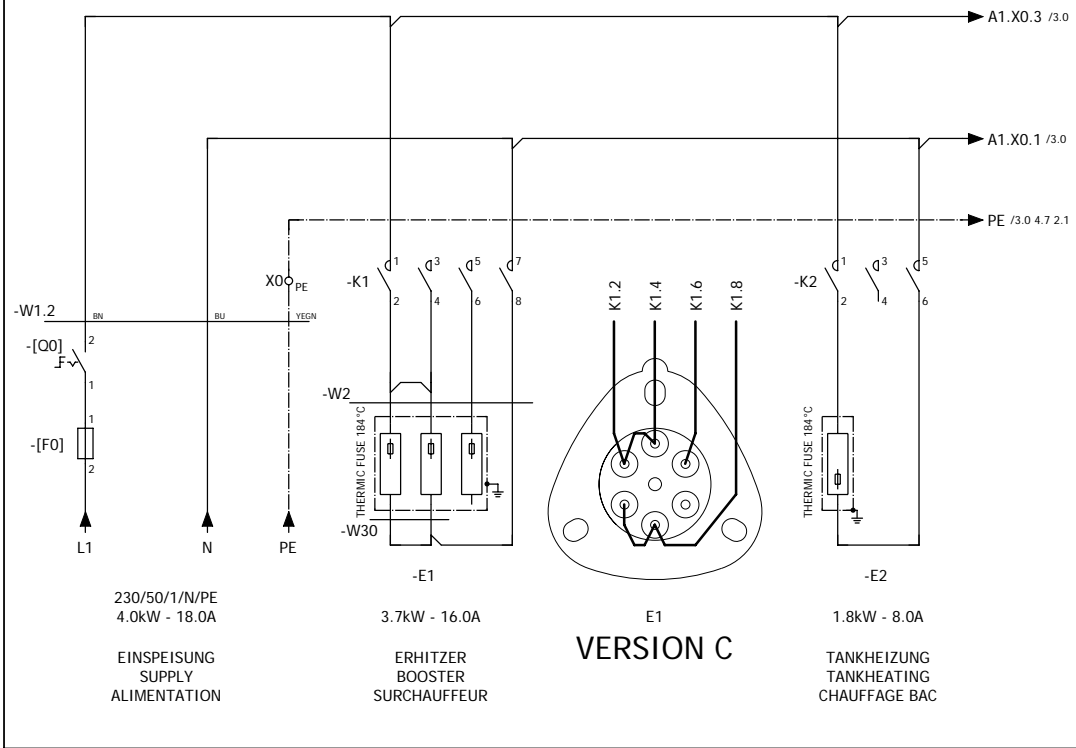 A1.X0.3 /3.0
A1.X0.1 /3.0
PE /3.0 4.7 2.1
X0 PE
-K1
1 3 5 7
2 4 6 8
K1.2
K1.4
K1.6
K1.8
-K2
1 3 5
2 4 6
-W1.2
BN BU YEGN
-[Q0]
2
1
-[F0]
1
2
-W2
THERMIC FUSE 184°C
THERMIC FUSE 184°C
-W30
L1 N PE
230/50/1/N/PE
4.0kW - 18.0A
EINSPEISUNG
SUPPLY
ALIMENTATION
-E1
3.7kW - 16.0A
ERHITZER
BOOSTER
SURCHAUFFEUR
E1
VERSION C
-E2
1.8kW - 8.0A
TANKHEIZUNG
TANKHEATING
CHAUFFAGE BAC